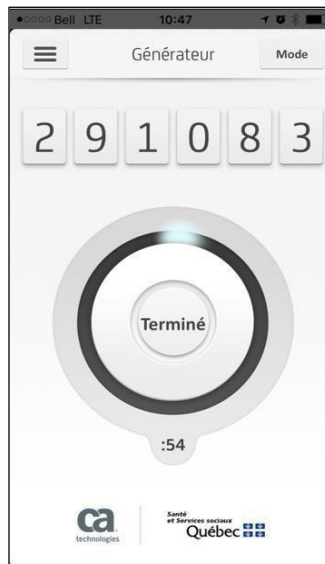 Bell LTE 10:47
Générateur Mode
2 9 1 0 8 3
Terminé
:54
ca
technologies
Santé
et Services sociaux
Québec